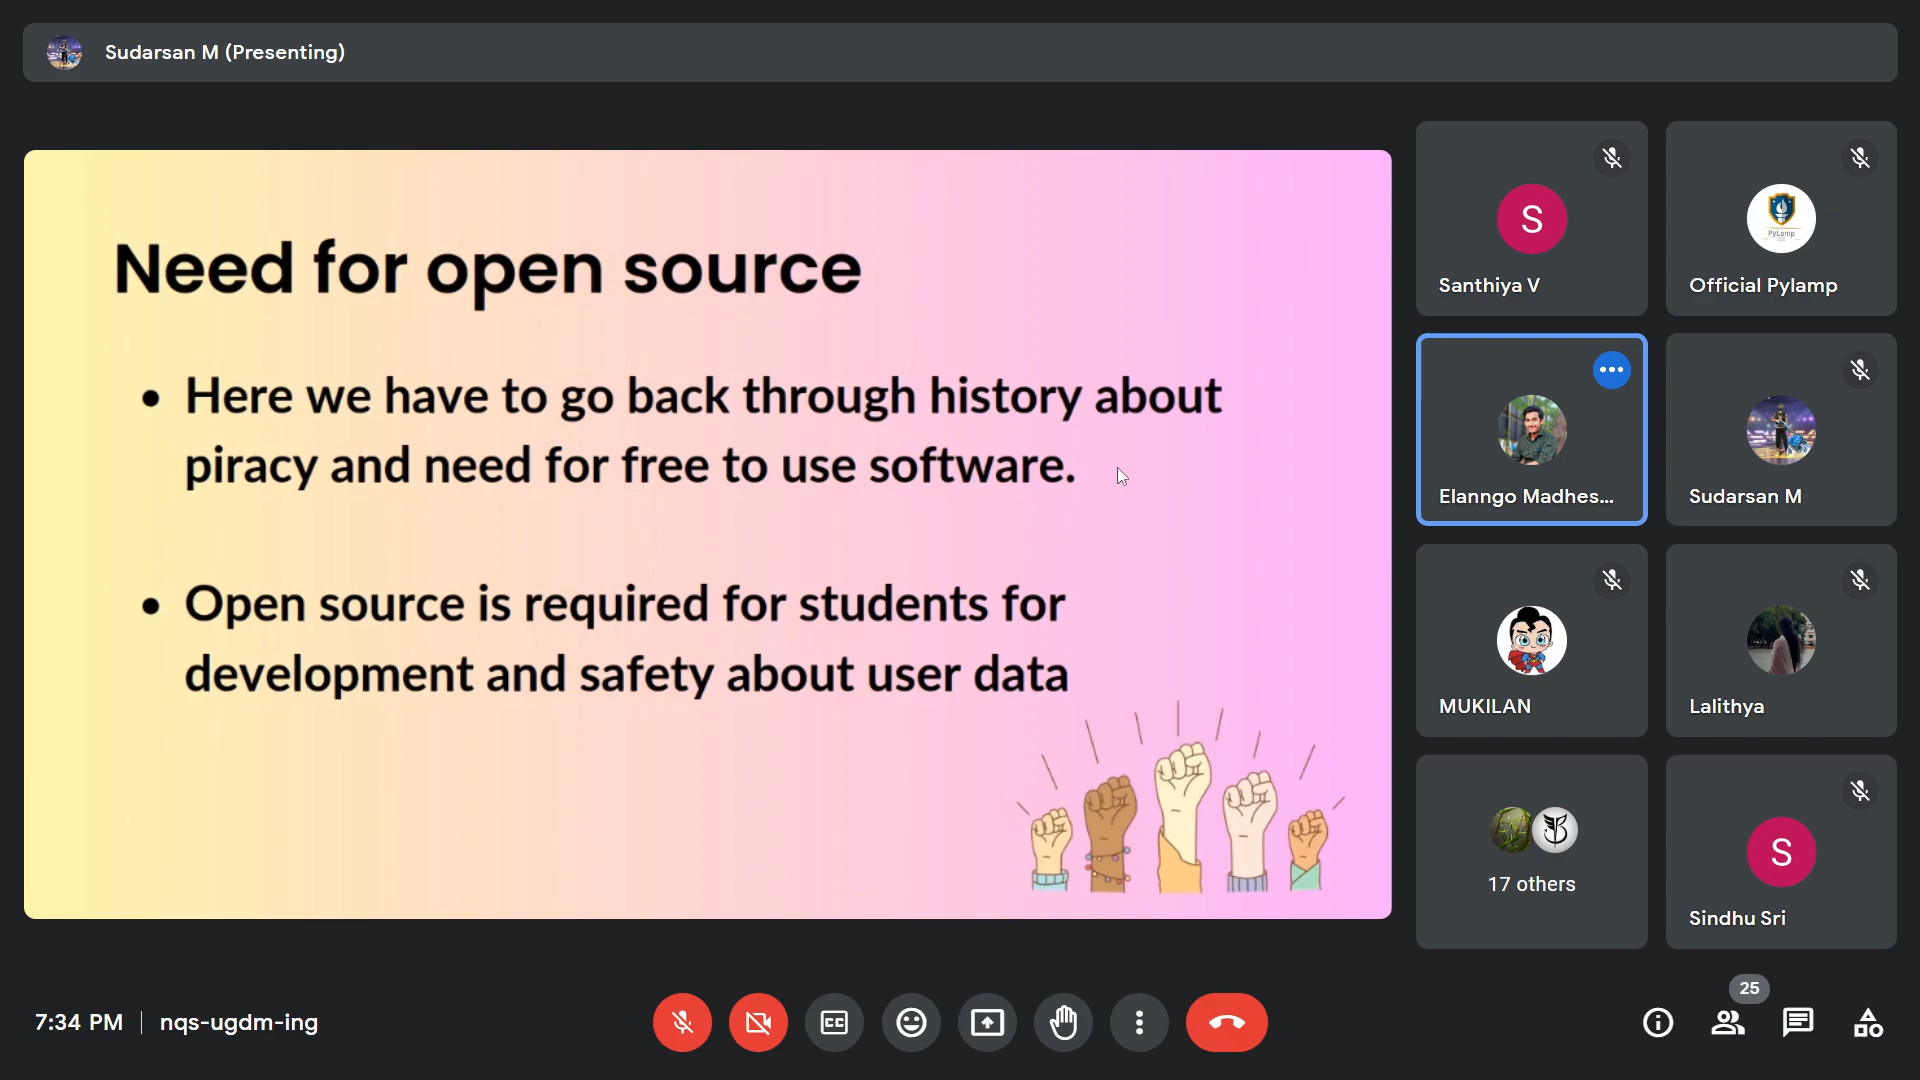 Sudarsan M (Presenting)
Need for open source
• Here we have to go back through history about
piracy and need for free to use software.
• Open source is required for students for
development and safety about user data
S
Santhiya V
PyLamp
Official Pylamp
Elanngo Madhes...
Sudarsan M
MUKILAN
Lalithya
17 others
S
Sindhu Sri
7:34 PM | nqs-ugdm-ing
CC
25